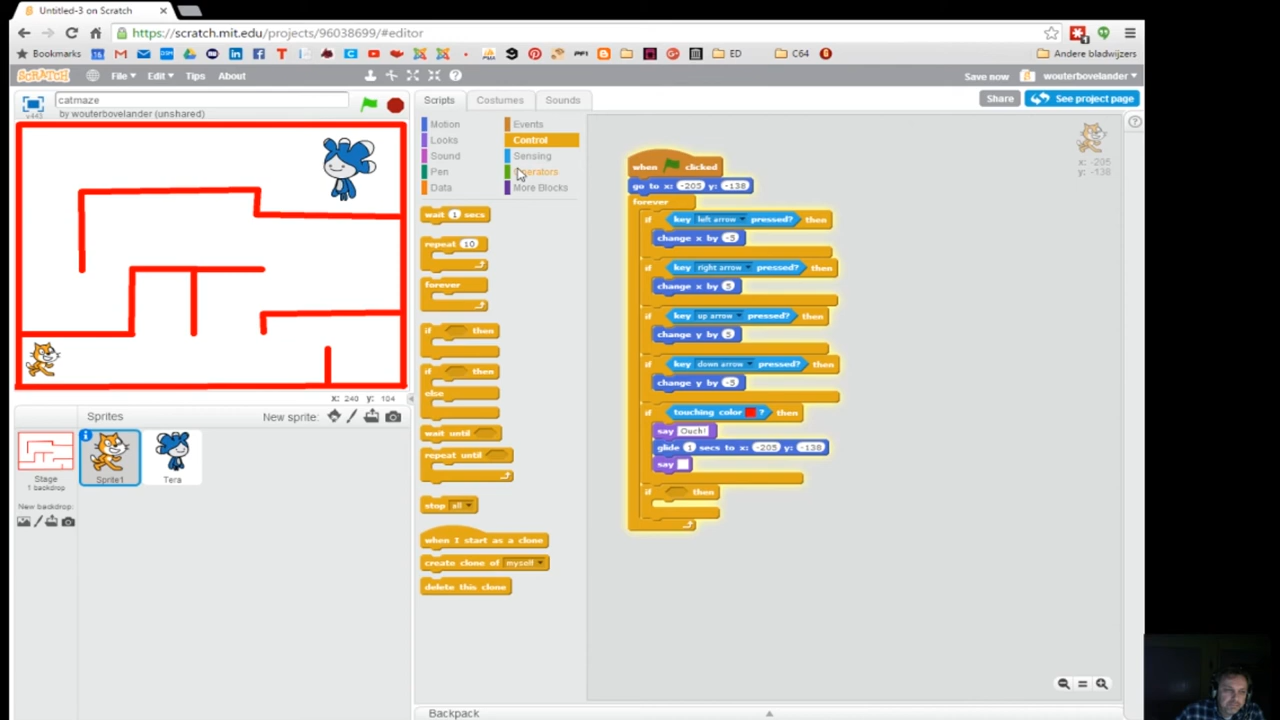 Untitled-3 on Scratch
https://scratch.mit.edu/projects/96038699/#editor
Bookmarks
ED
C64
Andere bladwijzers
SCRATCH
File
Edit
Tips
About
Save now
wouterbovelander
catmaze
by wouterbovelander (unshared)
v443
Scripts
Costumes
Sounds
Share
See project page
Motion
Looks
Sound
Pen
Data
Events
Control
Sensing
More Blocks
wait 1 secs
repeat 10
forever
if then
if then
else
wait until
repeat until
stop all
when I start as a clone
create clone of myself
delete this clone
when clicked
go to x: -205 y: -138
forever
if key left arrow pressed? then
change x by -5
if key right arrow pressed? then
change x by 5
if key up arrow pressed? then
change y by 5
if key down arrow pressed? then
change y by -5
if touching color ? then
say Ouch!
glide 1 secs to x: -205 y: -138
say
if then
x: -205
y: -138
x: 240 y: 104
Sprites
New sprite:
Stage
1 backdrop
Sprite1
Tera
New backdrop:
Backpack